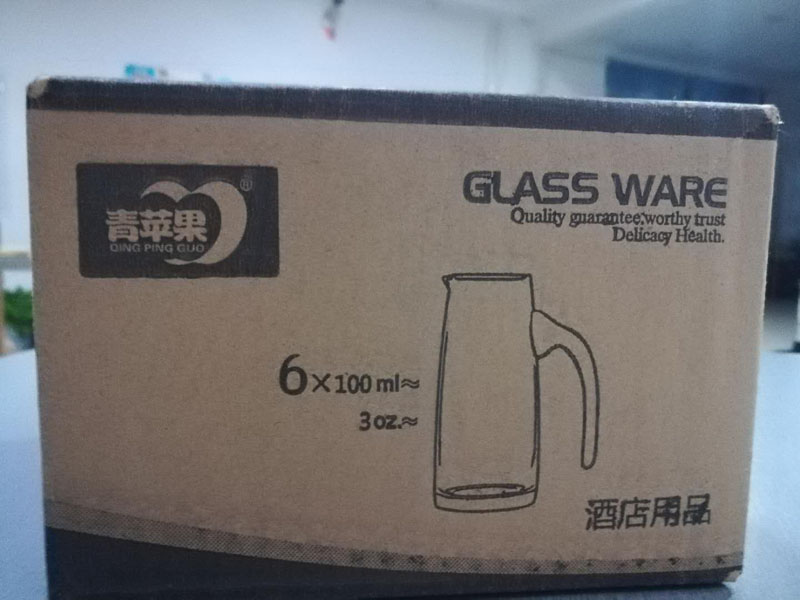 青苹果®
QING PING GUO
GLASS WARE
Quality guarantee:worthy trust
Delicacy Health.
6×100ml≈
3oz.≈
酒店用品